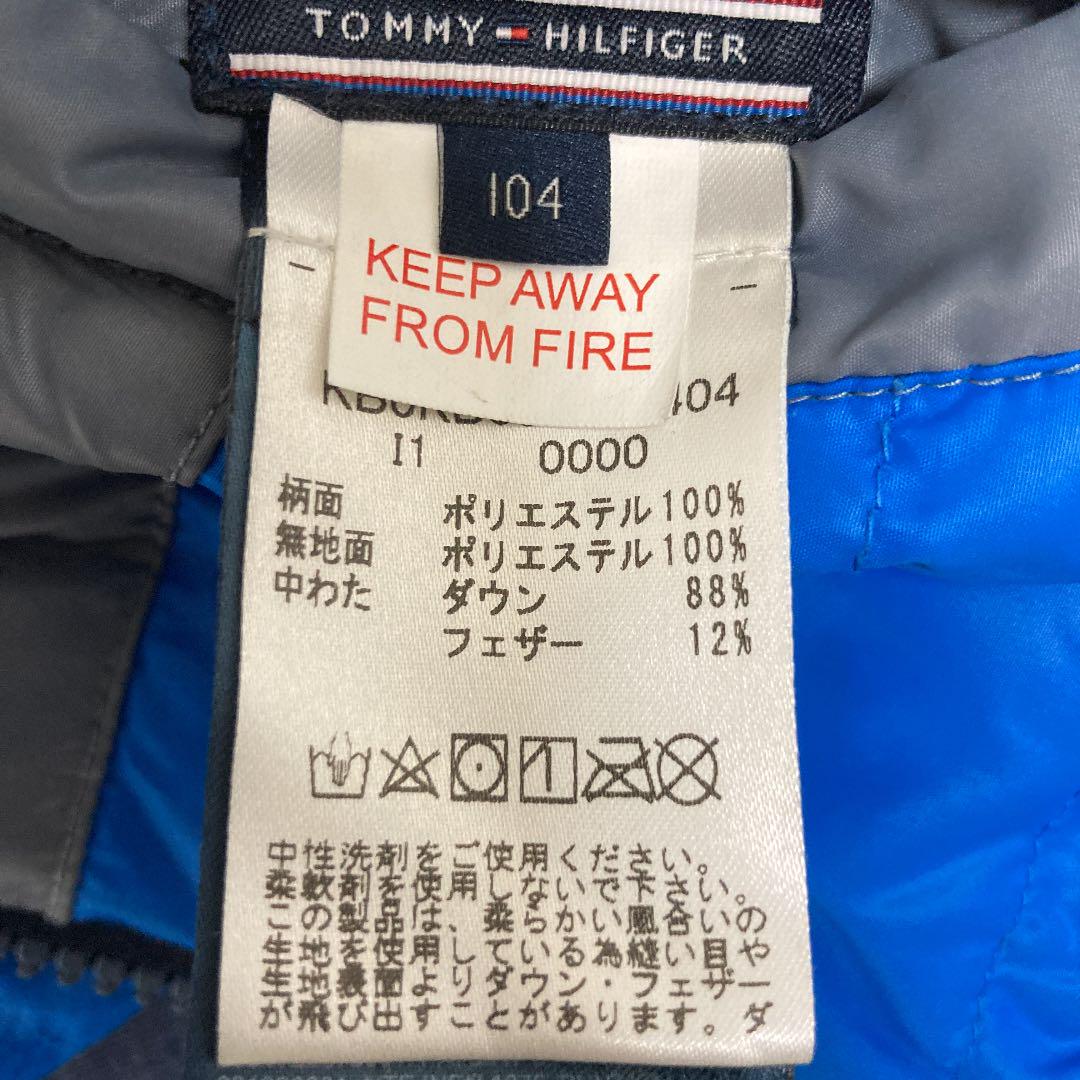 TOMMY HILFIGER
104
KEEP AWAY
FROM FIRE
404
I1 0000
柄面 ポリエステル100%
無地面 ポリエステル100%
中わた ダウン 88%
フェザー 12%
中性洗剤をご使用ください。
柔軟剤を使用しないで下さい。
この製品は、柔らかい風合いの
生地を使用している為縫い目や
生地表面よりダウン・フェザー
が飛び出すことがあります。ダ